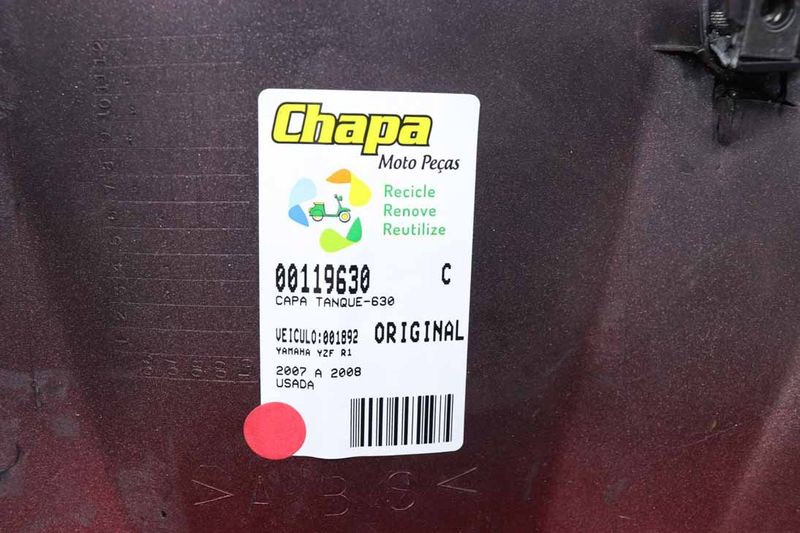 Chapa
Moto Peças
Recicle
Renove
Reutilize
00119630 C
CAPA TANQUE-630
VEICULO:001892 ORIGINAL
YAMAHA YZF R1
2007 A 2008
USADA
>ABS<